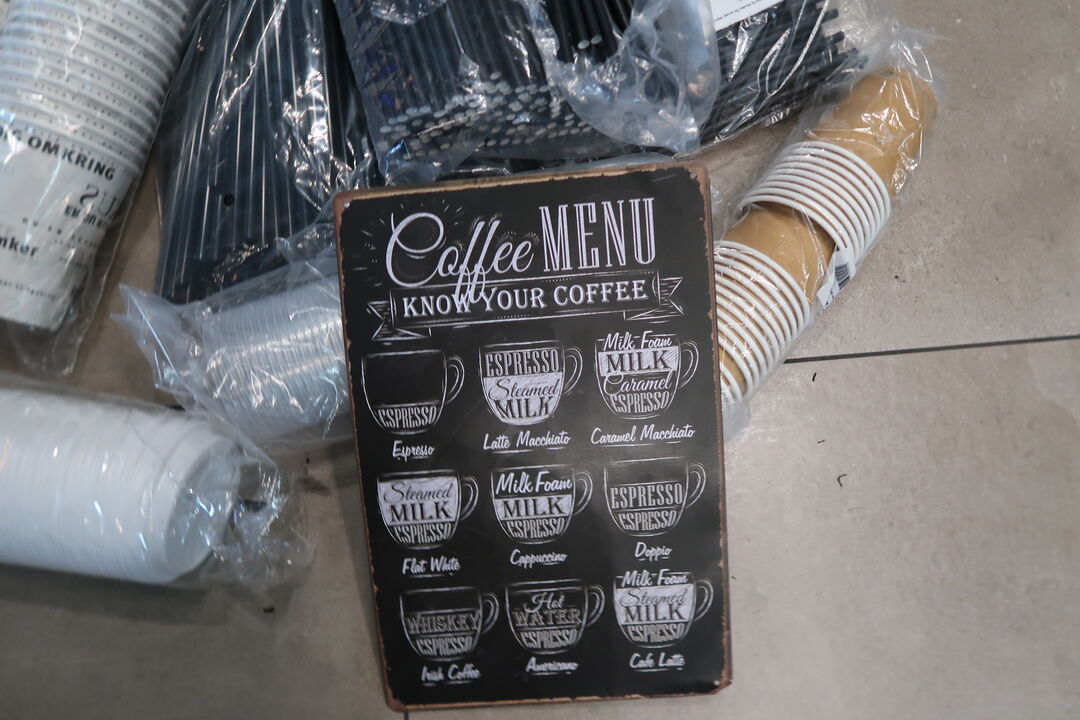 OMKRING
nker
Coffee MENU
KNOW YOUR COFFEE
ESPRESSO
Espresso
ESPRESSO
Steamed
MILK
Latte Macchiato
Milk Foam
MILK
Caramel
ESPRESSO
Caramel Macchiato
Steamed
MILK
ESPRESSO
Flat White
Milk Foam
MILK
ESPRESSO
Cappuccino
ESPRESSO
ESPRESSO
Doppio
WHISKEY
ESPRESSO
Irish Coffee
Hot
WATER
ESPRESSO
Americano
Milk Foam
Steamed
MILK
ESPRESSO
Cafe Latte